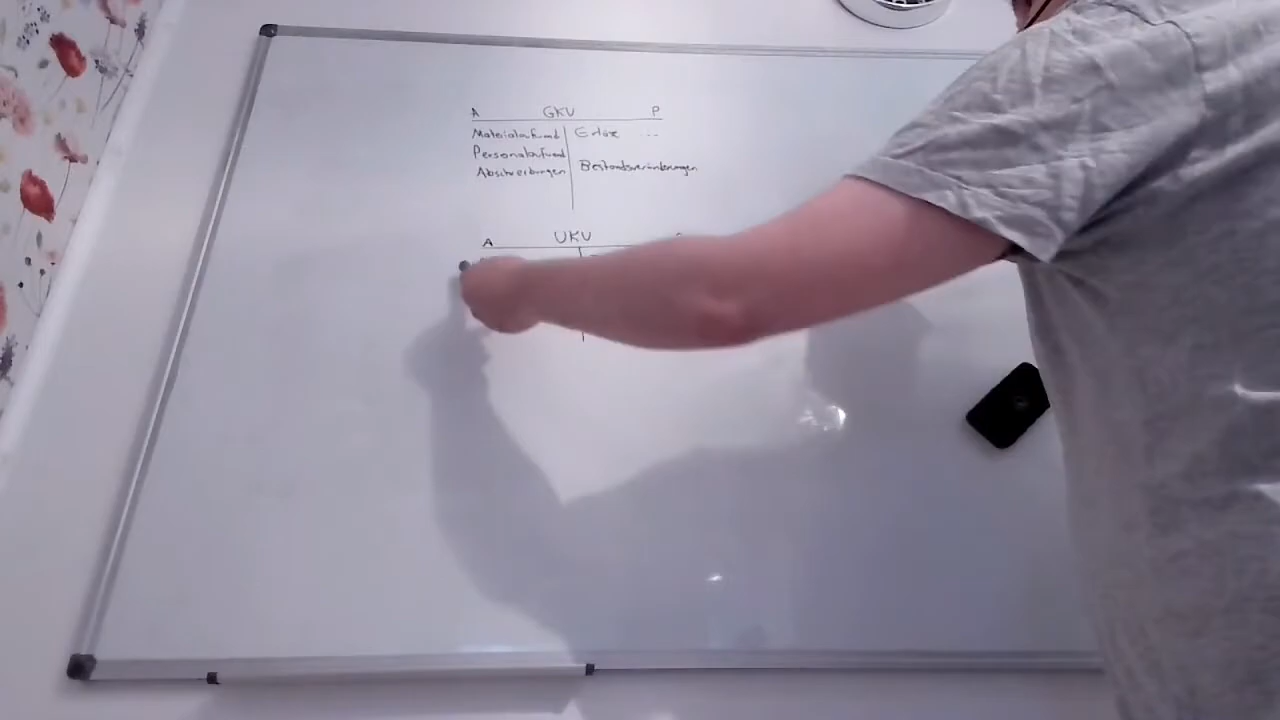 A GKV P
Materialaufwand Erlöse ---
Personalaufwand
Abschreibungen Bestandsveränderungen
A UKV